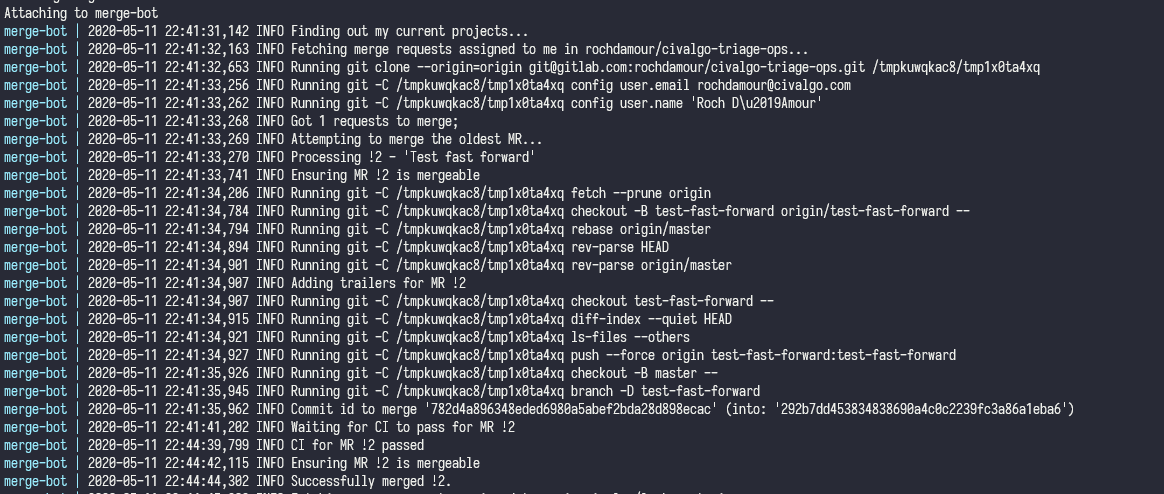 Attaching to merge-bot
merge-bot | 2020-05-11 22:41:31,142 INFO Finding out my current projects...
merge-bot | 2020-05-11 22:41:32,163 INFO Fetching merge requests assigned to me in rochdamour/civalgo-triage-ops...
merge-bot | 2020-05-11 22:41:32,653 INFO Running git clone --origin=origin git@gitlab.com:rochdamour/civalgo-triage-ops.git /tmpkuwqkac8/tmp1x0ta4xq
merge-bot | 2020-05-11 22:41:33,256 INFO Running git -C /tmpkuwqkac8/tmp1x0ta4xq config user.email rochdamour@civalgo.com
merge-bot | 2020-05-11 22:41:33,262 INFO Running git -C /tmpkuwqkac8/tmp1x0ta4xq config user.name 'Roch D\u2019Amour'
merge-bot | 2020-05-11 22:41:33,268 INFO Got 1 requests to merge;
merge-bot | 2020-05-11 22:41:33,269 INFO Attempting to merge the oldest MR...
merge-bot | 2020-05-11 22:41:33,270 INFO Processing !2 - 'Test fast forward'
merge-bot | 2020-05-11 22:41:33,741 INFO Ensuring MR !2 is mergeable
merge-bot | 2020-05-11 22:41:34,206 INFO Running git -C /tmpkuwqkac8/tmp1x0ta4xq fetch --prune origin
merge-bot | 2020-05-11 22:41:34,784 INFO Running git -C /tmpkuwqkac8/tmp1x0ta4xq checkout -B test-fast-forward origin/test-fast-forward --
merge-bot | 2020-05-11 22:41:34,794 INFO Running git -C /tmpkuwqkac8/tmp1x0ta4xq rebase origin/master
merge-bot | 2020-05-11 22:41:34,894 INFO Running git -C /tmpkuwqkac8/tmp1x0ta4xq rev-parse HEAD
merge-bot | 2020-05-11 22:41:34,901 INFO Running git -C /tmpkuwqkac8/tmp1x0ta4xq rev-parse origin/master
merge-bot | 2020-05-11 22:41:34,907 INFO Adding trailers for MR !2
merge-bot | 2020-05-11 22:41:34,907 INFO Running git -C /tmpkuwqkac8/tmp1x0ta4xq checkout test-fast-forward --
merge-bot | 2020-05-11 22:41:34,915 INFO Running git -C /tmpkuwqkac8/tmp1x0ta4xq diff-index --quiet HEAD
merge-bot | 2020-05-11 22:41:34,921 INFO Running git -C /tmpkuwqkac8/tmp1x0ta4xq ls-files --others
merge-bot | 2020-05-11 22:41:34,927 INFO Running git -C /tmpkuwqkac8/tmp1x0ta4xq push --force origin test-fast-forward:test-fast-forward
merge-bot | 2020-05-11 22:41:35,926 INFO Running git -C /tmpkuwqkac8/tmp1x0ta4xq checkout -B master --
merge-bot | 2020-05-11 22:41:35,945 INFO Running git -C /tmpkuwqkac8/tmp1x0ta4xq branch -D test-fast-forward
merge-bot | 2020-05-11 22:41:35,962 INFO Commit id to merge '782d4a896348eded6980a5abef2bda28d898ecac' (into: '292b7dd453834838690a4c0c2239fc3a86a1eba6')
merge-bot | 2020-05-11 22:41:41,202 INFO Waiting for CI to pass for MR !2
merge-bot | 2020-05-11 22:44:39,799 INFO CI for MR !2 passed
merge-bot | 2020-05-11 22:44:42,115 INFO Ensuring MR !2 is mergeable
merge-bot | 2020-05-11 22:44:44,302 INFO Successfully merged !2.